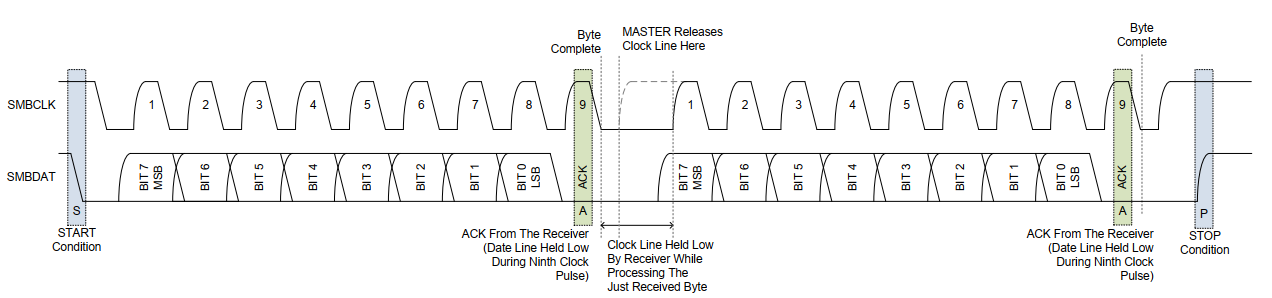 Byte
Complete
MASTER Releases
Clock Line Here
Byte
Complete
SMBCLK
1
2
3
4
5
6
7
8
9
1
2
3
4
5
6
7
8
9
SMBDAT
BIT 7
MSB
BIT 6
BIT 5
BIT 4
BIT 3
BIT 2
BIT 1
BIT 0
LSB
ACK
BIT 7
MSB
BIT 6
BIT 5
BIT 4
BIT 3
BIT 2
BIT 1
BIT 0
LSB
ACK
S
A
A
P
START
Condition
ACK From The Receiver
(Date Line Held Low
During Ninth Clock
Pulse)
Clock Line Held Low
By Receiver While
Processing The
Just Received Byte
ACK From The Receiver
(Date Line Held Low
During Ninth Clock
Pulse)
STOP
Condition